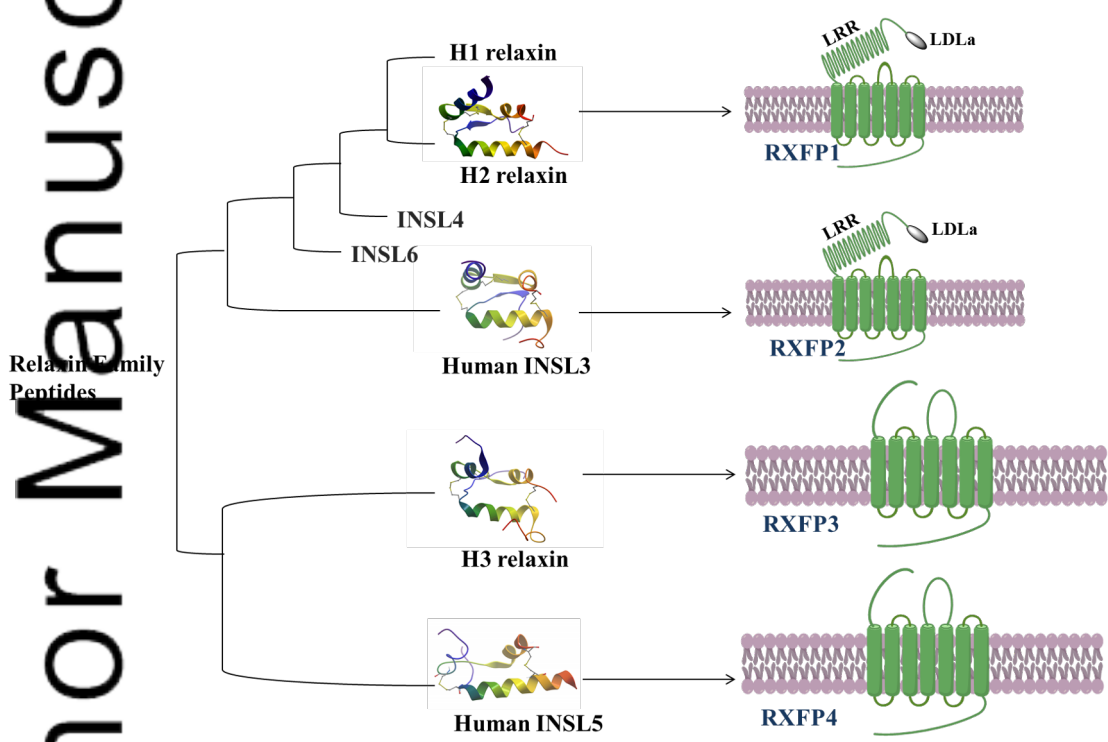 H1 relaxin
H2 relaxin
INSL4
INSL6
Human INSL3
Relaxin Family
Peptides
H3 relaxin
Human INSL5
LRR
LDLa
RXFP1
LRR
LDLa
RXFP2
RXFP3
RXFP4
hor Manusc